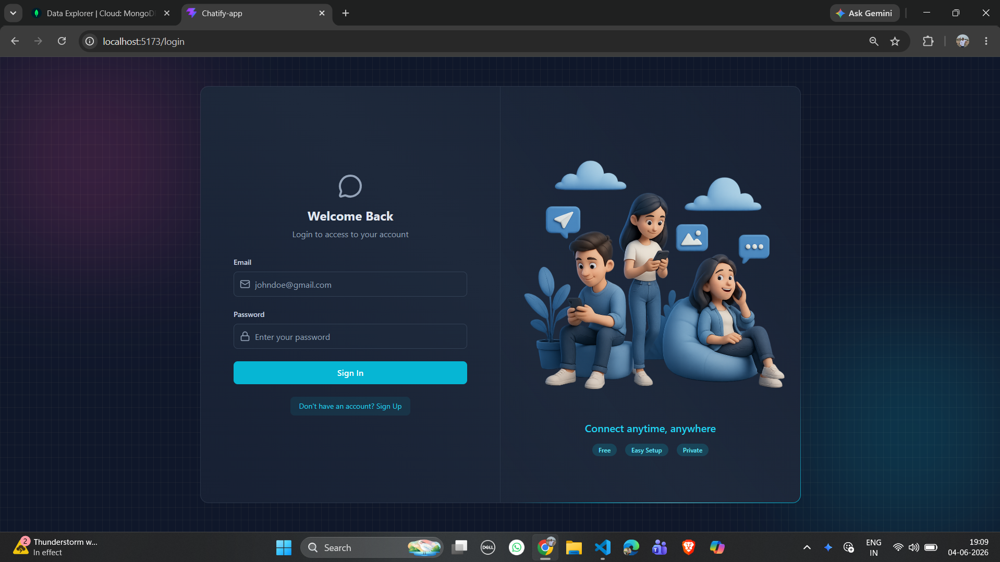 Data Explorer | Cloud: MongoD
Chatify-app
Ask Gemini
localhost:5173/login
Welcome Back
Login to access to your account
Email
johndoe@gmail.com
Password
Enter your password
Sign In
Don't have an account? Sign Up
Connect anytime, anywhere
Free
Easy Setup
Private
2
Thunderstorm w...
In effect
Search
DELL
T
ENG
IN
19:09
04-06-2026